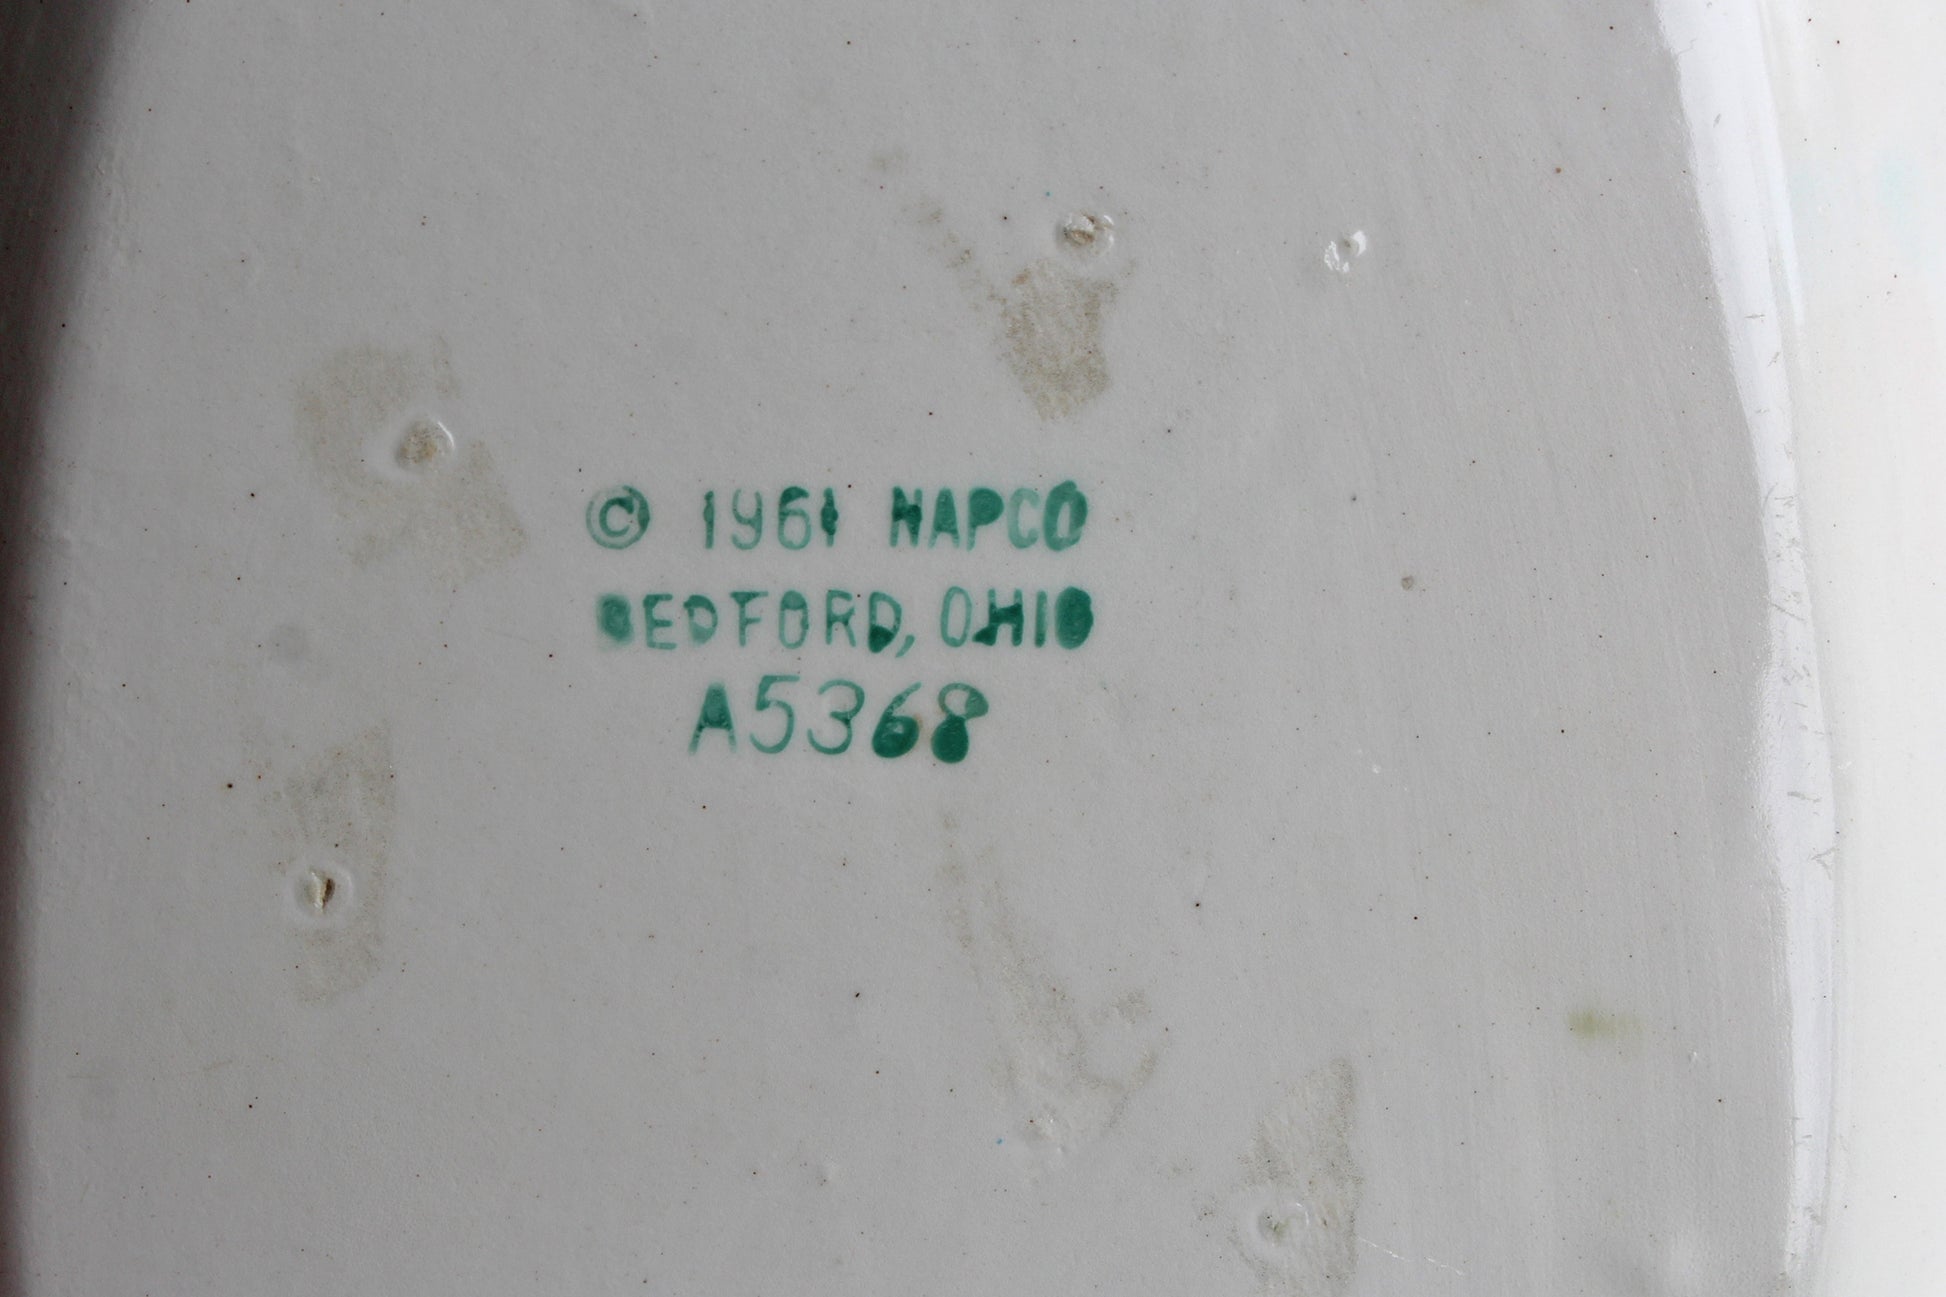 © 1961 NAPCO
BEDFORD, OHIO
A5368